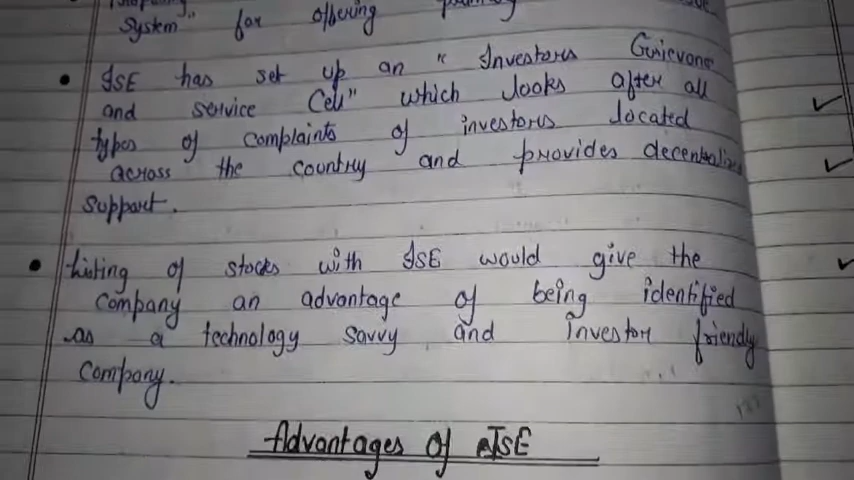 System" for offering
• ISE has set up an "Investors Grievance
and service Cell" which looks after all
types of complaints of investors located
across the country and provides decentralized
support.
• Listing of stocks with ISE would give the
company an advantage of being identified
as a technology savvy and investor friendly
company.
Advantages of ISE